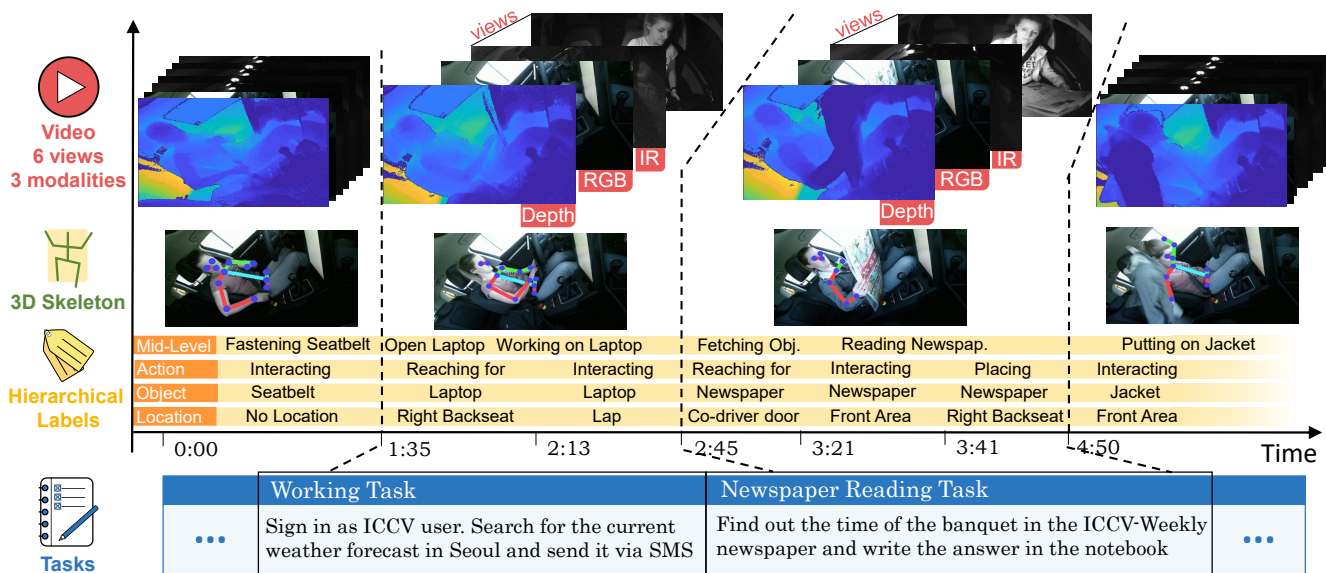 Video
6 views
3 modalities
views
IR
RGB
Depth
views
IR
RGB
Depth
3D Skeleton
Hierarchical
Labels
Mid-Level Fastening Seatbelt Open Laptop Working on Laptop Fetching Obj. Reading Newspap. Putting on Jacket
Action Interacting Reaching for Interacting Reaching for Interacting Placing Interacting
Object Seatbelt Laptop Laptop Newspaper Newspaper Newspaper Jacket
Location No Location Right Backseat Lap Co-driver door Front Area Right Backseat Front Area
0:00 1:35 2:13 2:45 3:21 3:41 4:50 Time
Tasks
... Working Task
Sign in as ICCV user. Search for the current
weather forecast in Seoul and send it via SMS
Newspaper Reading Task
Find out the time of the banquet in the ICCV-Weekly
newspaper and write the answer in the notebook
...